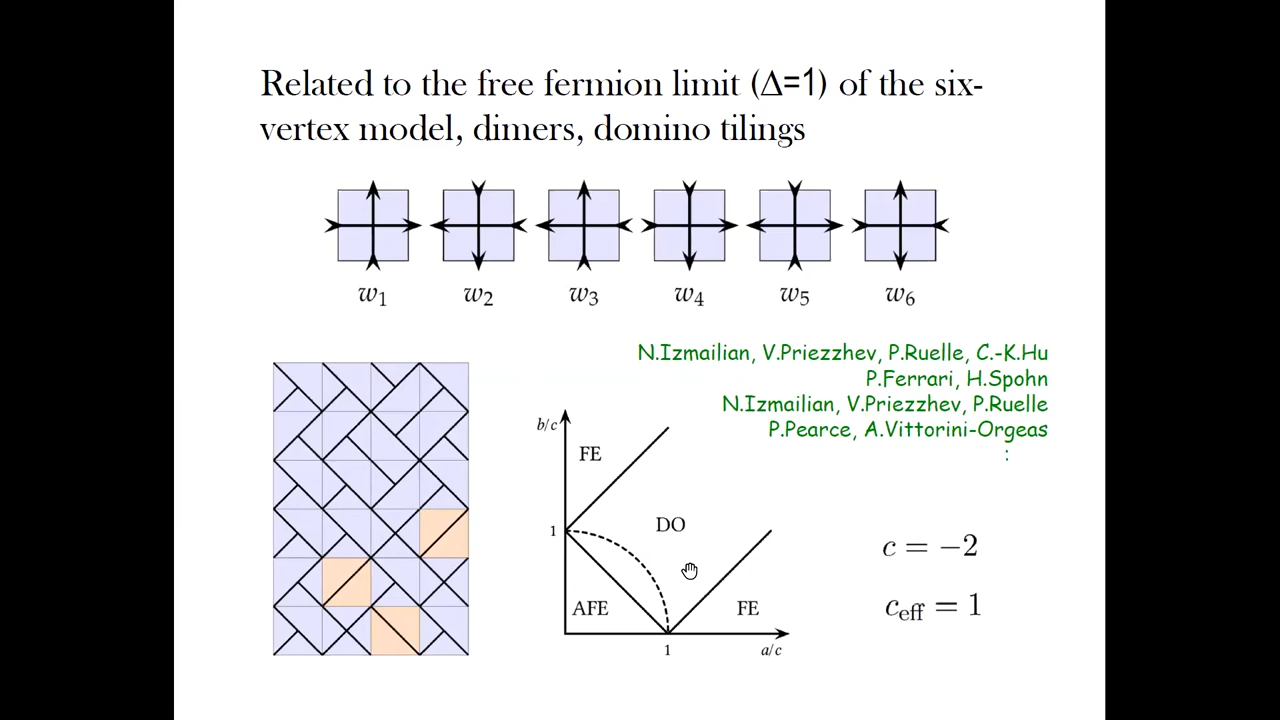 Related to the free fermion limit (Δ=1) of the six-
vertex model, dimers, domino tilings
w1 w2 w3 w4 w5 w6
N.Izmailian, V.Priezzhev, P.Ruelle, C.-K.Hu
P.Ferrari, H.Spohn
N.Izmailian, V.Priezzhev, P.Ruelle
P.Pearce, A.Vittorini-Orgeas
:
b/c
FE
1
DO
AFE
FE
1
a/c
c = −2
ceff = 1